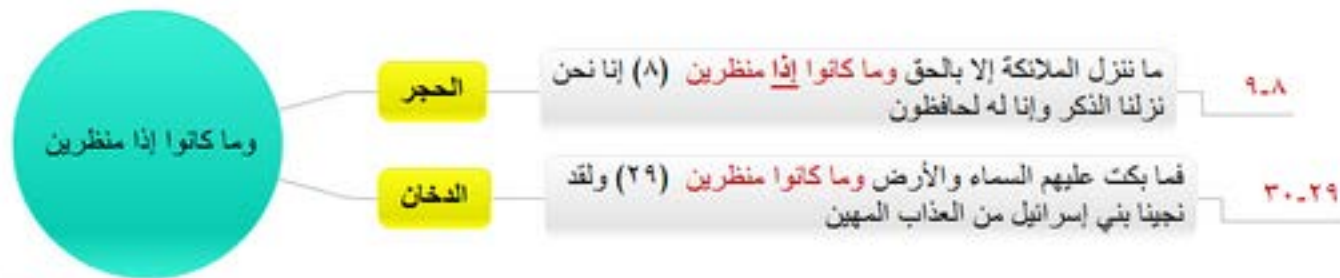 وما كانوا إذا منظرين
الحجر
ما ننزل الملائكة إلا بالحق وما كانوا إذا منظرين (٨) إنا نحن
نزلنا الذكر وإنا له لحافظون
٨-٩
الدخان
فما بكت عليهم السماء والأرض وما كانوا منظرين (٢٩) ولقد
نجينا بني إسرائيل من العذاب المهين
٢٩-٣٠